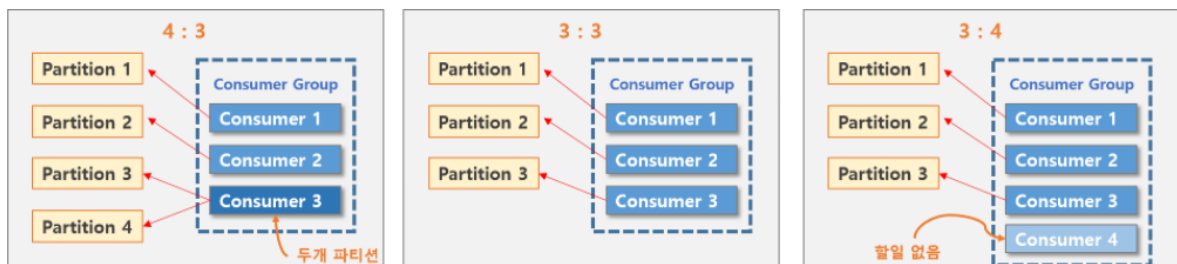 4 : 3
Partition 1
Partition 2
Partition 3
Partition 4
Consumer Group
Consumer 1
Consumer 2
Consumer 3
두개 파티션
3 : 3
Partition 1
Partition 2
Partition 3
Consumer Group
Consumer 1
Consumer 2
Consumer 3
3 : 4
Partition 1
Partition 2
Partition 3
Consumer Group
Consumer 1
Consumer 2
Consumer 3
Consumer 4
할일 없음